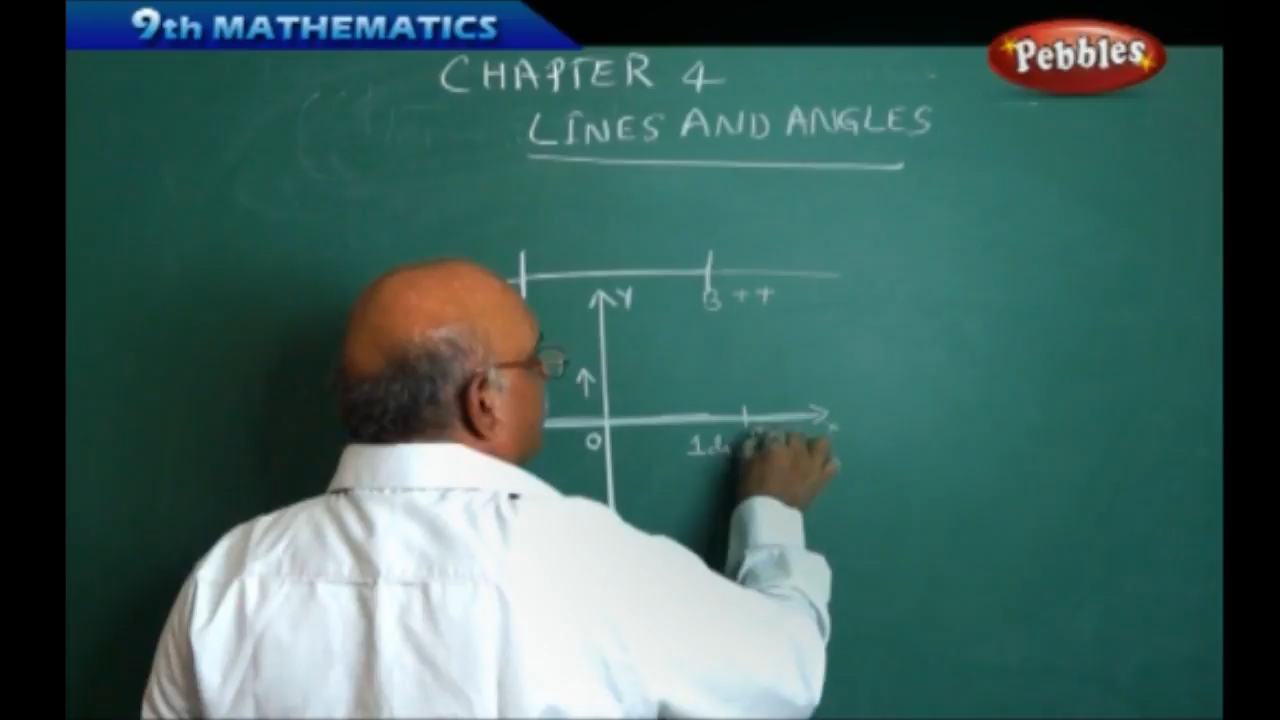 9th MATHEMATICS
Pebbles
CHAPTER 4
LINES AND ANGLES
Y
B
O